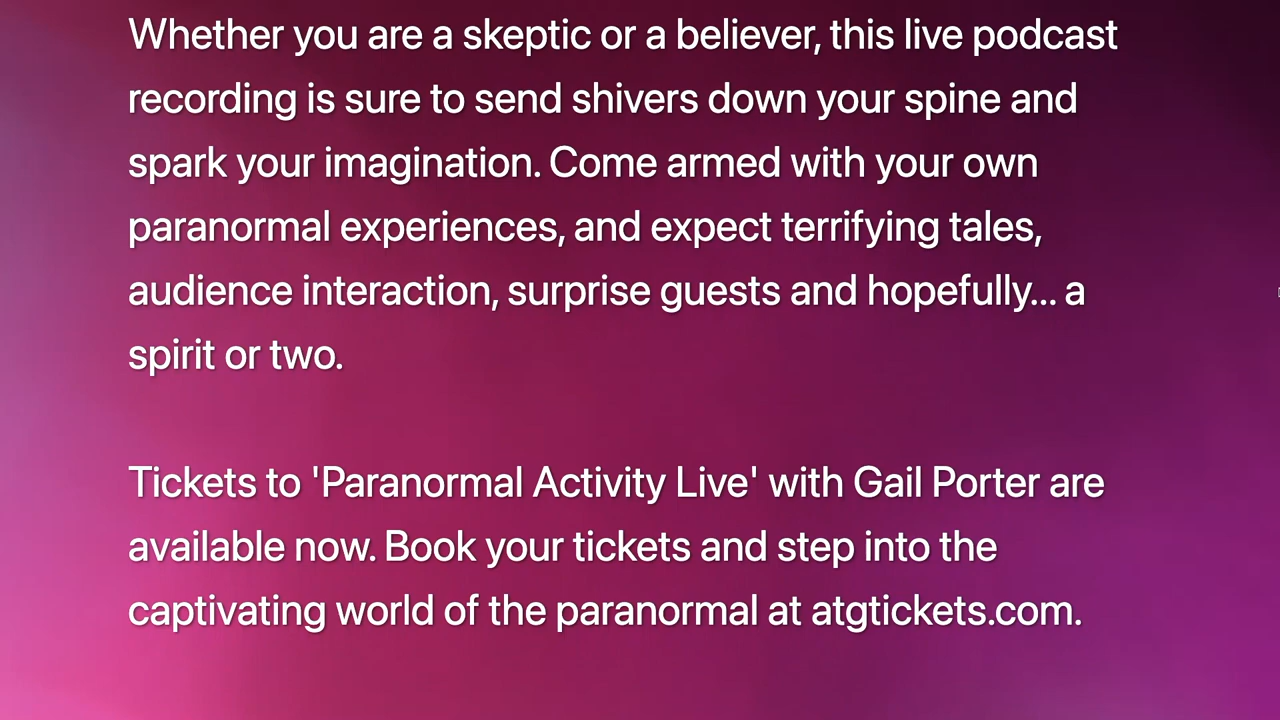 Whether you are a skeptic or a believer, this live podcast
recording is sure to send shivers down your spine and
spark your imagination. Come armed with your own
paranormal experiences, and expect terrifying tales,
audience interaction, surprise guests and hopefully... a
spirit or two.
Tickets to 'Paranormal Activity Live' with Gail Porter are
available now. Book your tickets and step into the
captivating world of the paranormal at atgtickets.com.